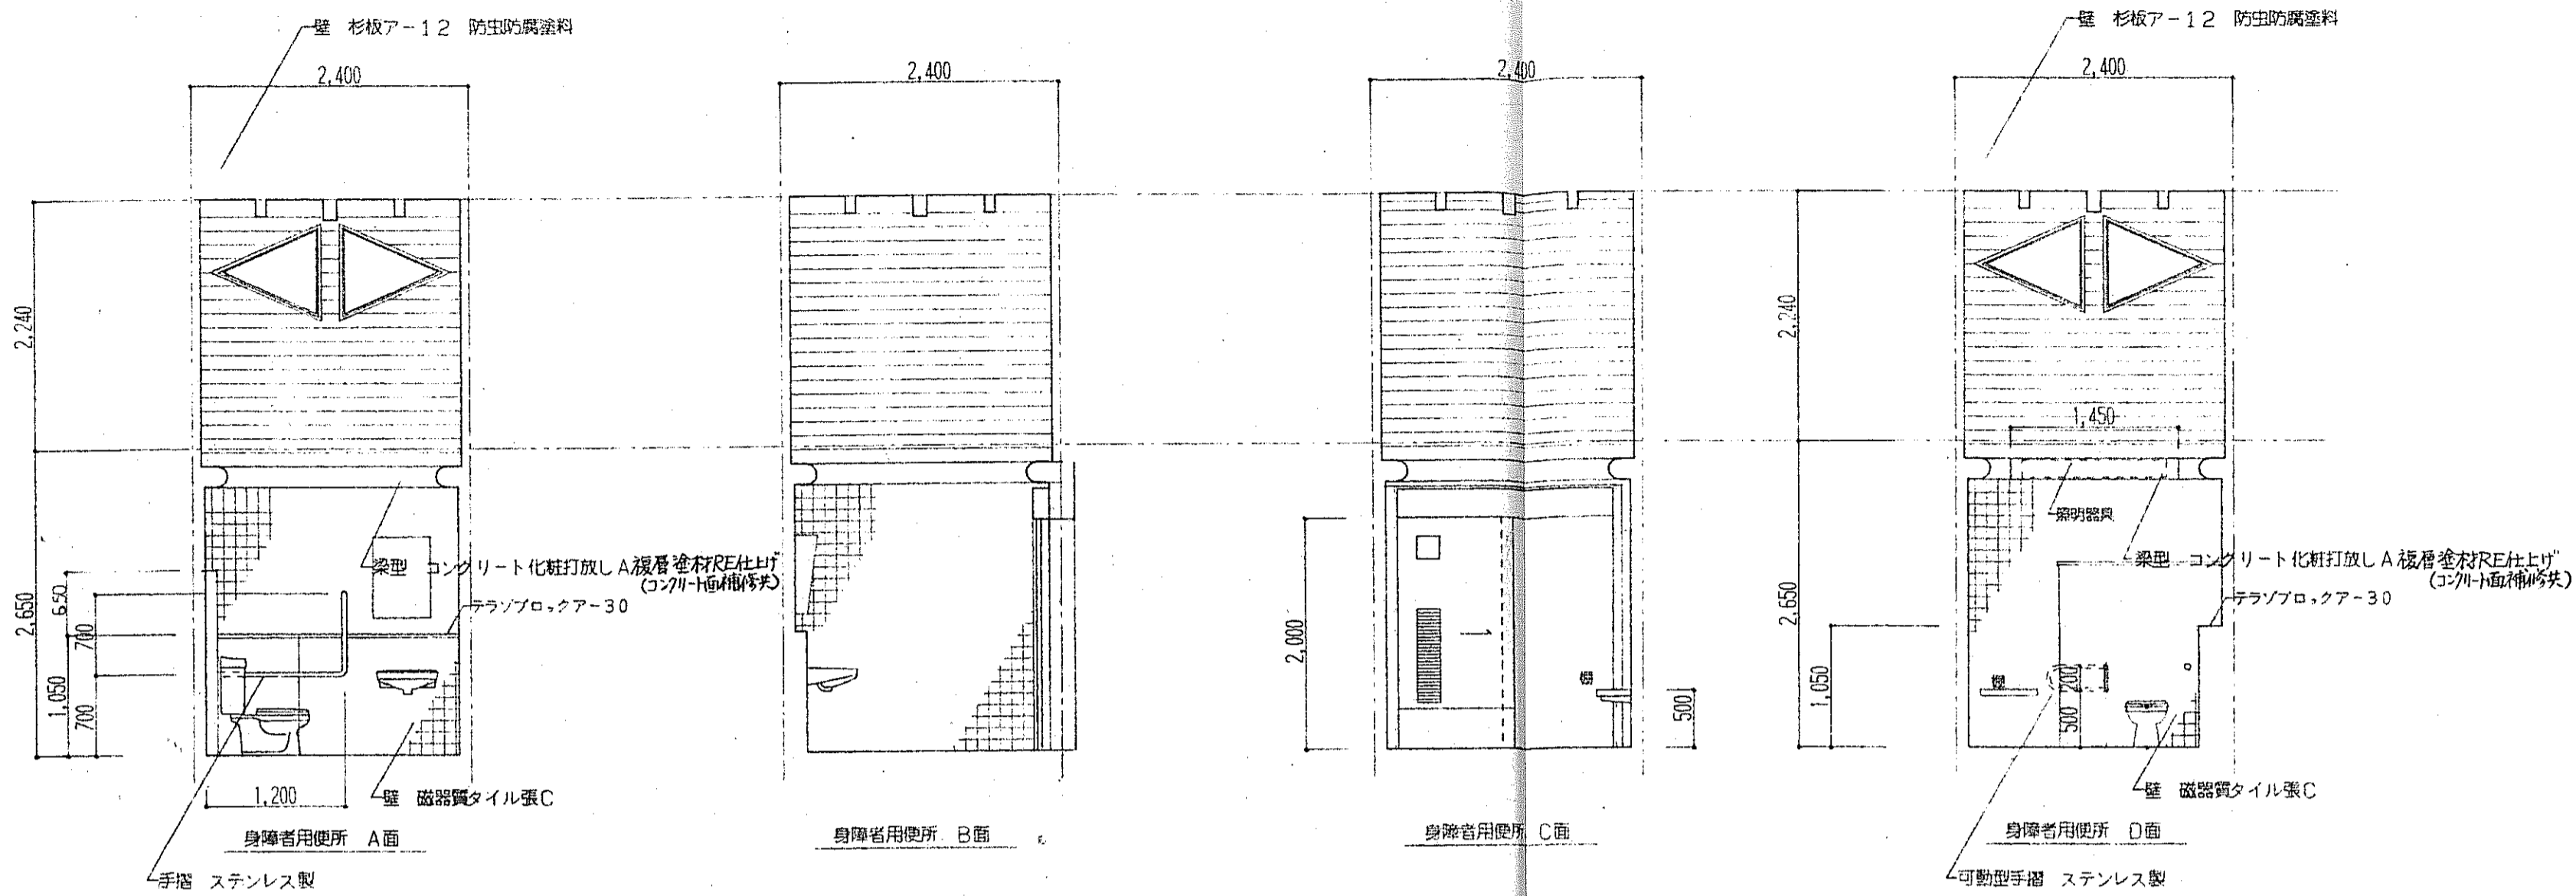 壁 杉板ア-12 防虫防腐塗料
2,400
2,240
2,650
650
700
1,050
700
梁型 コンクリート化粧打放しA複層塗材RE仕上げ
(コンクリート面補修共)
テラゾブロックア-30
1,200
壁 磁器質タイル張C
身障者用便所 A面
手摺 ステンレス製
2,400
身障者用便所 B面
2,400
2,000
棚
500
身障者用便所 C面
壁 杉板ア-12 防虫防腐塗料
2,400
2,240
1,450
照明器具
梁型 コンクリート化粧打放しA複層塗材RE仕上げ
(コンクリート面補修共)
テラゾブロックア-30
2,650
1,050
棚
200
500
壁 磁器質タイル張C
身障者用便所 D面
可動型手摺 ステンレス製